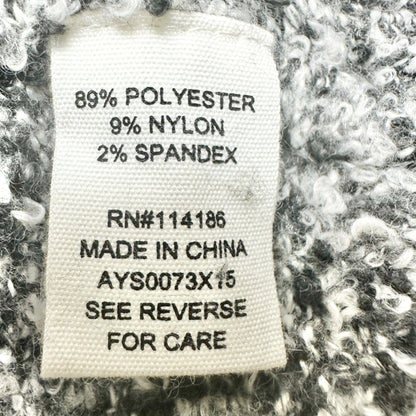 89% POLYESTER
9% NYLON
2% SPANDEX
RN#114186
MADE IN CHINA
AYS0073X15
SEE REVERSE
FOR CARE